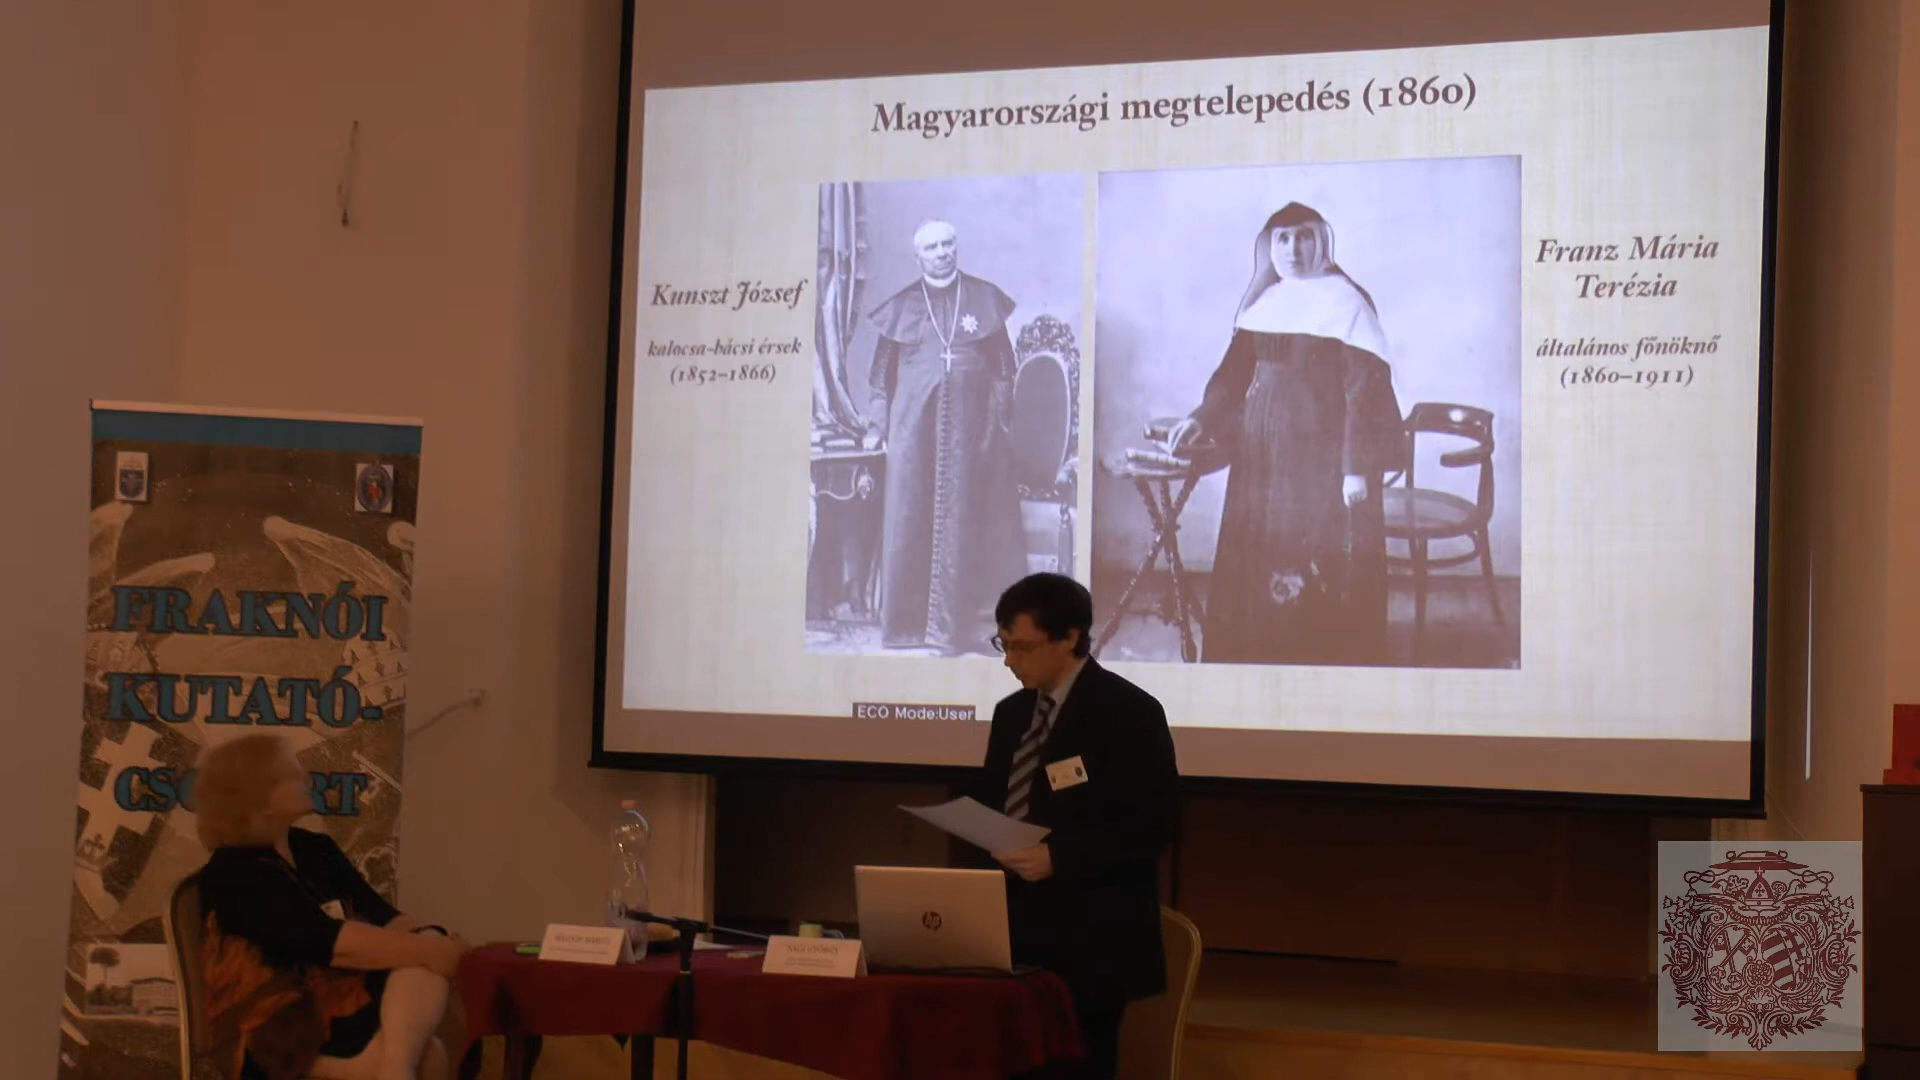 Magyarországi megtelepedés (1860)
Kunszt József
kalocsa-bácsi érsek
(1852–1866)
Franz Mária
Terézia
általános főnöknő
(1860–1911)
ECO Mode:User
FRAKNÓI
KUTATÓ-
hp